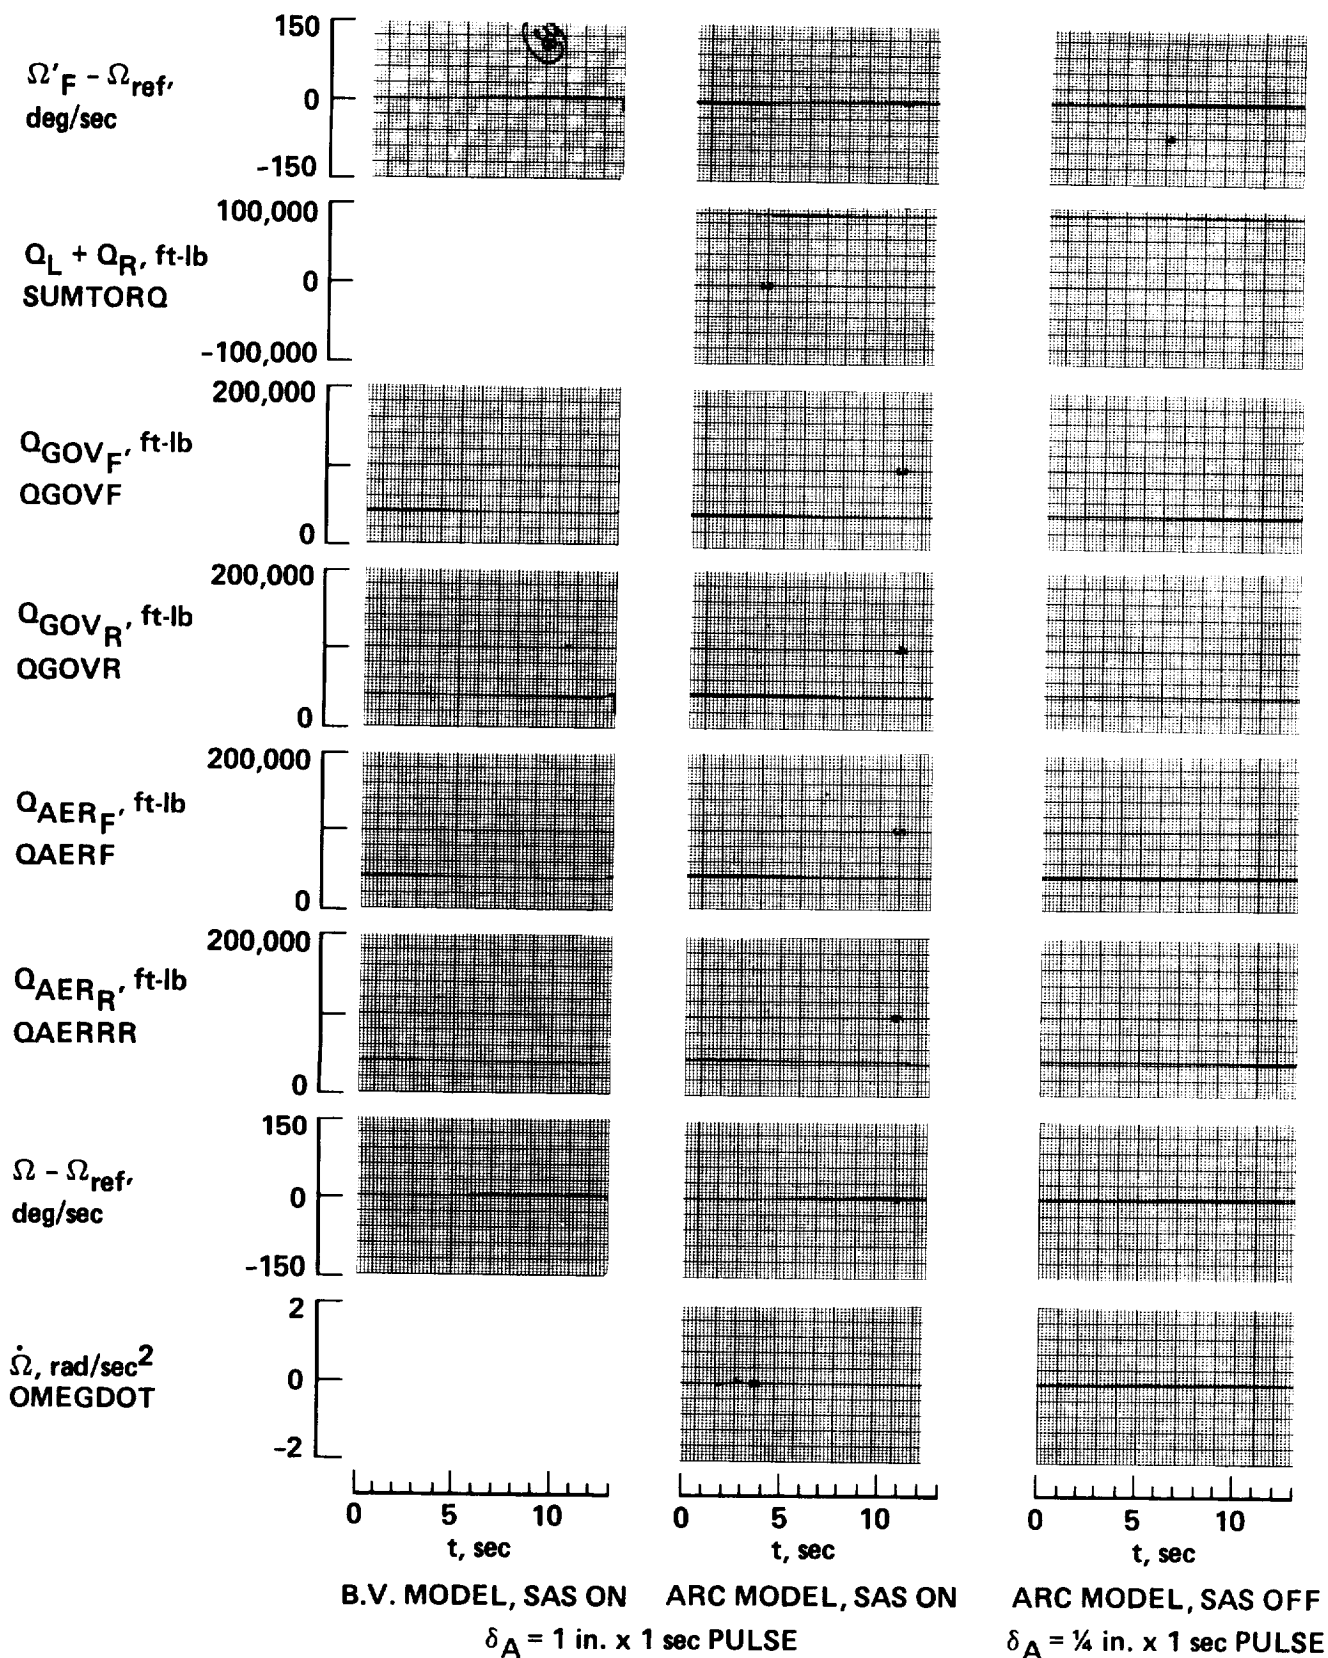 150
Ω'F - Ωref,
deg/sec
0
-150
100,000
QL + QR, ft-lb
SUMTORQ
0
-100,000
200,000
QGOVF, ft-lb
QGOVF
0
200,000
QGOVR, ft-lb
QGOVR
0
200,000
QAERF, ft-lb
QAERF
0
200,000
QAERR, ft-lb
QAERRR
0
150
Ω - Ωref,
deg/sec
0
-150
2
Ω̇, rad/sec2
OMEGDOT
0
-2
0 5 10 0 5 10 0 5 10
t, sec t, sec t, sec
B.V. MODEL, SAS ON ARC MODEL, SAS ON ARC MODEL, SAS OFF
δA = 1 in. x 1 sec PULSE δA = ¼ in. x 1 sec PULSE